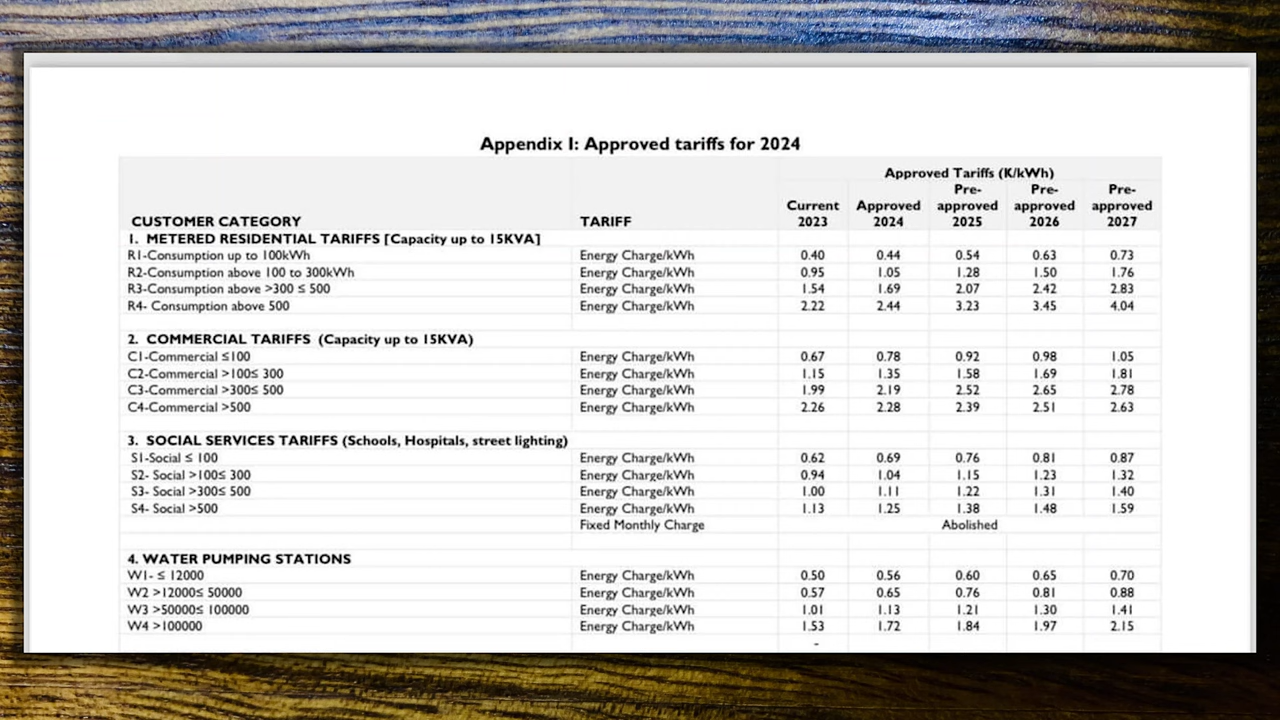 Appendix I: Approved tariffs for 2024
Approved Tariffs (K/kWh)
CUSTOMER CATEGORY TARIFF Current 2023 Approved 2024 Pre-approved 2025 Pre-approved 2026 Pre-approved 2027
1. METERED RESIDENTIAL TARIFFS [Capacity up to 15KVA]
R1-Consumption up to 100kWh Energy Charge/kWh 0.40 0.44 0.54 0.63 0.73
R2-Consumption above 100 to 300kWh Energy Charge/kWh 0.95 1.05 1.28 1.50 1.76
R3-Consumption above >300 ≤ 500 Energy Charge/kWh 1.54 1.69 2.07 2.42 2.83
R4- Consumption above 500 Energy Charge/kWh 2.22 2.44 3.23 3.45 4.04
2. COMMERCIAL TARIFFS (Capacity up to 15KVA)
C1-Commercial ≤100 Energy Charge/kWh 0.67 0.78 0.92 0.98 1.05
C2-Commercial >100≤ 300 Energy Charge/kWh 1.15 1.35 1.58 1.69 1.81
C3-Commercial >300≤ 500 Energy Charge/kWh 1.99 2.19 2.52 2.65 2.78
C4-Commercial >500 Energy Charge/kWh 2.26 2.28 2.39 2.51 2.63
3. SOCIAL SERVICES TARIFFS (Schools, Hospitals, street lighting)
S1-Social ≤ 100 Energy Charge/kWh 0.62 0.69 0.76 0.81 0.87
S2- Social >100≤ 300 Energy Charge/kWh 0.94 1.04 1.15 1.23 1.32
S3- Social >300≤ 500 Energy Charge/kWh 1.00 1.11 1.22 1.31 1.40
S4- Social >500 Energy Charge/kWh 1.13 1.25 1.38 1.48 1.59
Fixed Monthly Charge Abolished
4. WATER PUMPING STATIONS
W1- ≤ 12000 Energy Charge/kWh 0.50 0.56 0.60 0.65 0.70
W2 >12000≤ 50000 Energy Charge/kWh 0.57 0.65 0.76 0.81 0.88
W3 >50000≤ 100000 Energy Charge/kWh 1.01 1.13 1.21 1.30 1.41
W4 >100000 Energy Charge/kWh 1.53 1.72 1.84 1.97 2.15
-